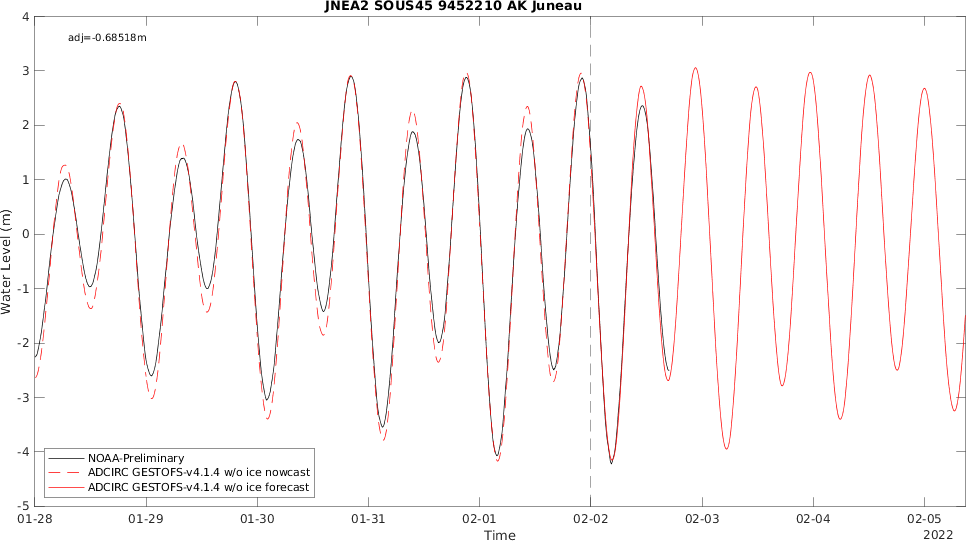 JNEA2 SOUS45 9452210 AK Juneau
adj=-0.68518m
4
3
2
1
0
-1
-2
-3
-4
-5
Water Level (m)
NOAA-Preliminary
ADCIRC GESTOFS-v4.1.4 w/o ice nowcast
ADCIRC GESTOFS-v4.1.4 w/o ice forecast
01-28 01-29 01-30 01-31 02-01 02-02 02-03 02-04 02-05
Time
2022